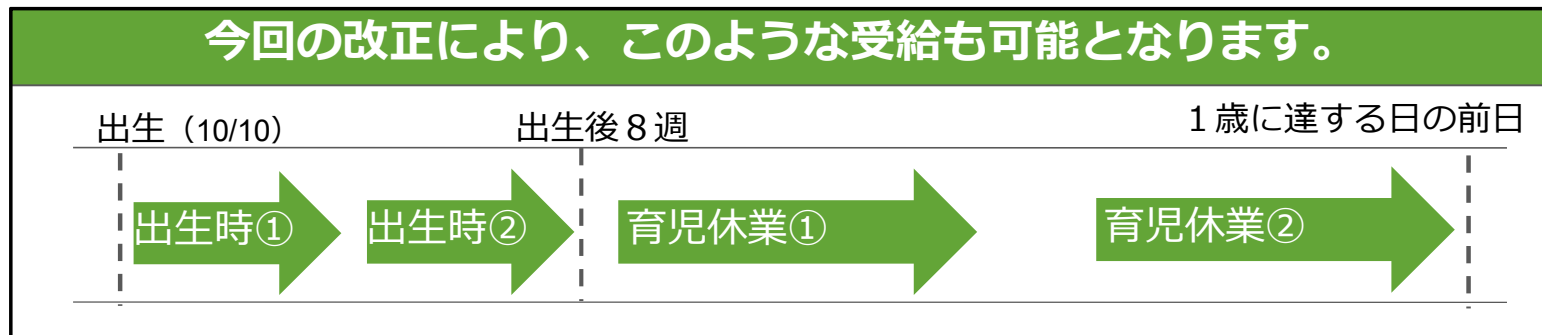 今回の改正により、このような受給も可能となります。
出生（10/10）
出生後８週
１歳に達する日の前日
出生時①
出生時②
育児休業①
育児休業②